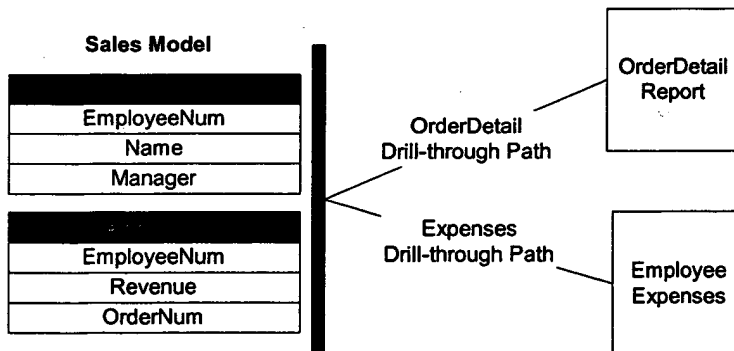 Sales Model
EmployeeNum
Name
Manager
EmployeeNum
Revenue
OrderNum
OrderDetail
Drill-through Path
Expenses
Drill-through Path
OrderDetail
Report
Employee
Expenses